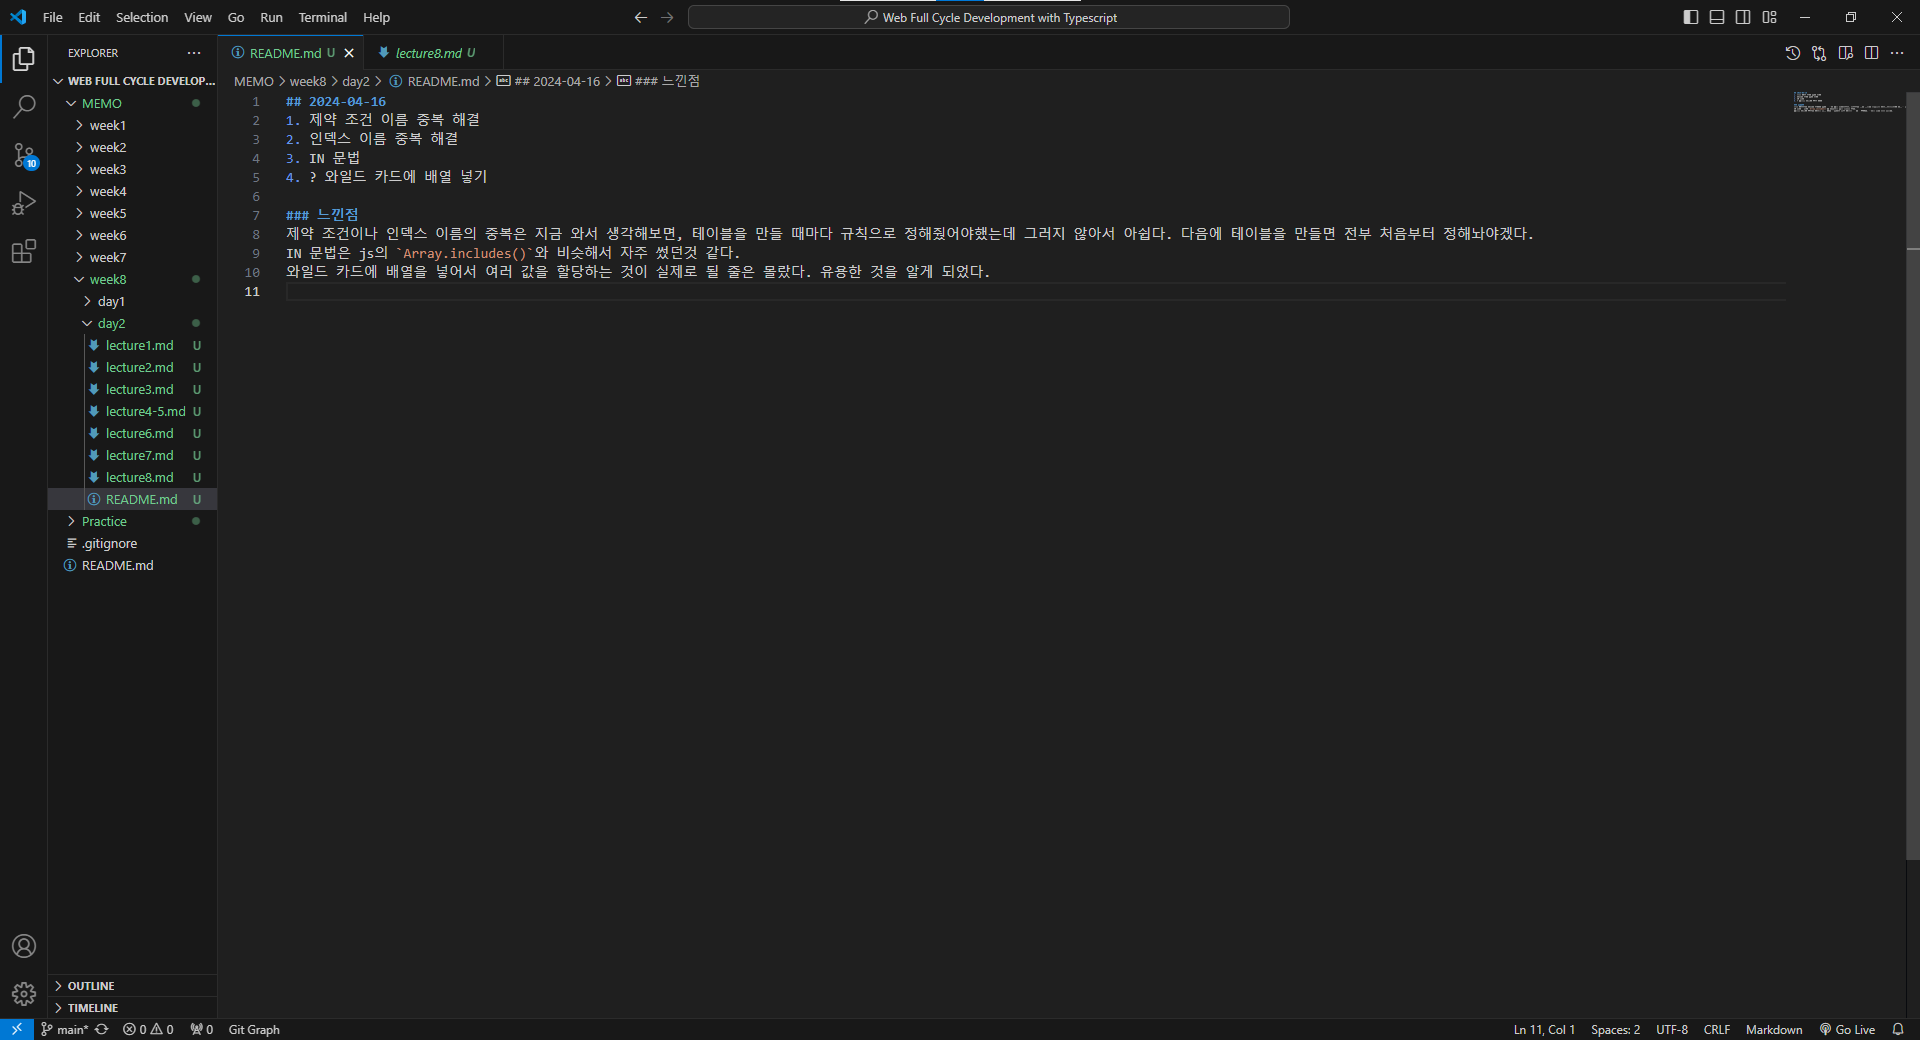 File Edit Selection View Go Run Terminal Help
Web Full Cycle Development with Typescript
EXPLORER
WEB FULL CYCLE DEVELOP...
MEMO
week1
week2
week3
week4
week5
week6
week7
week8
day1
day2
lecture1.md U
lecture2.md U
lecture3.md U
lecture4-5.md U
lecture6.md U
lecture7.md U
lecture8.md U
README.md U
Practice
.gitignore
README.md
OUTLINE
TIMELINE
README.md U
lecture8.md U
MEMO > week8 > day2 > README.md > ## 2024-04-16 > ### 느낀점
1 ## 2024-04-16
2 1. 제약 조건 이름 중복 해결
3 2. 인덱스 이름 중복 해결
4 3. IN 문법
5 4. ? 와일드 카드에 배열 넣기
6
7 ### 느낀점
8 제약 조건이나 인덱스 이름의 중복은 지금 와서 생각해보면, 테이블을 만들 때마다 규칙으로 정해줬어야했는데 그러지 않아서 아쉽다. 다음에 테이블을 만들면 전부 처음부터 정해놔야겠다.
9 IN 문법은 js의 `Array.includes()`와 비슷해서 자주 썼던것 같다.
10 와일드 카드에 배열을 넣어서 여러 값을 할당하는 것이 실제로 될 줄은 몰랐다. 유용한 것을 알게 되었다.
11
10
main* 0 0 0 Git Graph
Ln 11, Col 1 Spaces: 2 UTF-8 CRLF Markdown Go Live